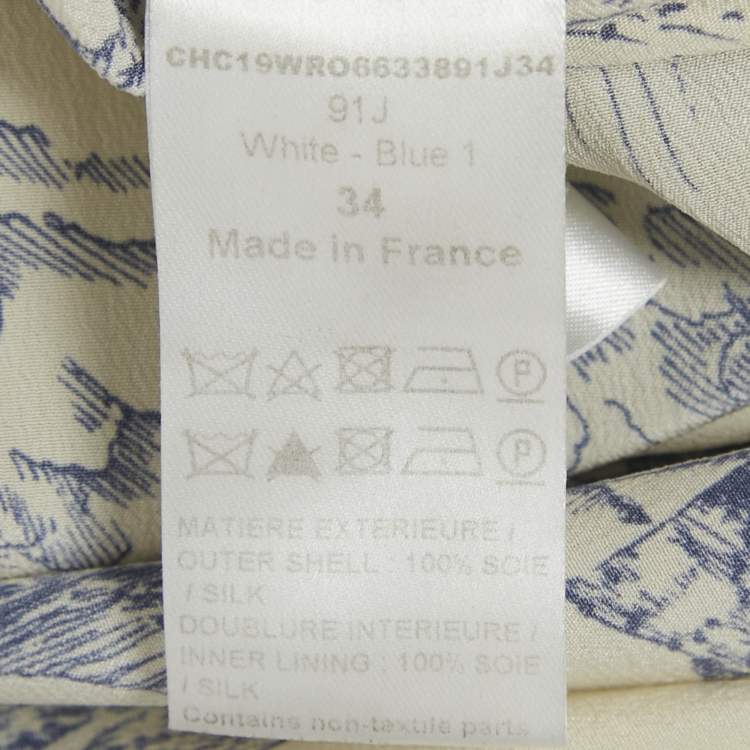 CHC19WRO6633891J34
91J
White - Blue 1
34
Made in France
P
P
MATIERE EXTERIEURE /
OUTER SHELL : 100% SOIE
/ SILK
DOUBLURE INTERIEURE /
INNER LINING : 100% SOIE
/ SILK
Contains non-textile parts